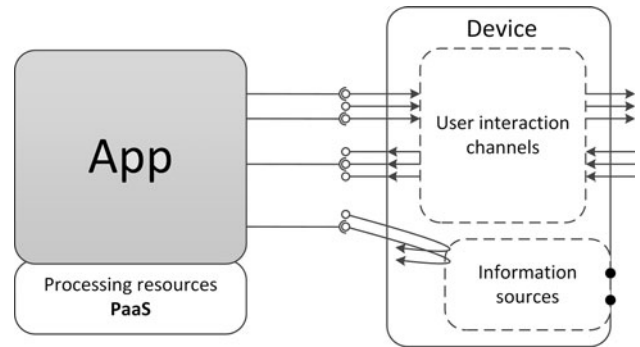 Device
App
User interaction
channels
Processing resources
PaaS
Information
sources